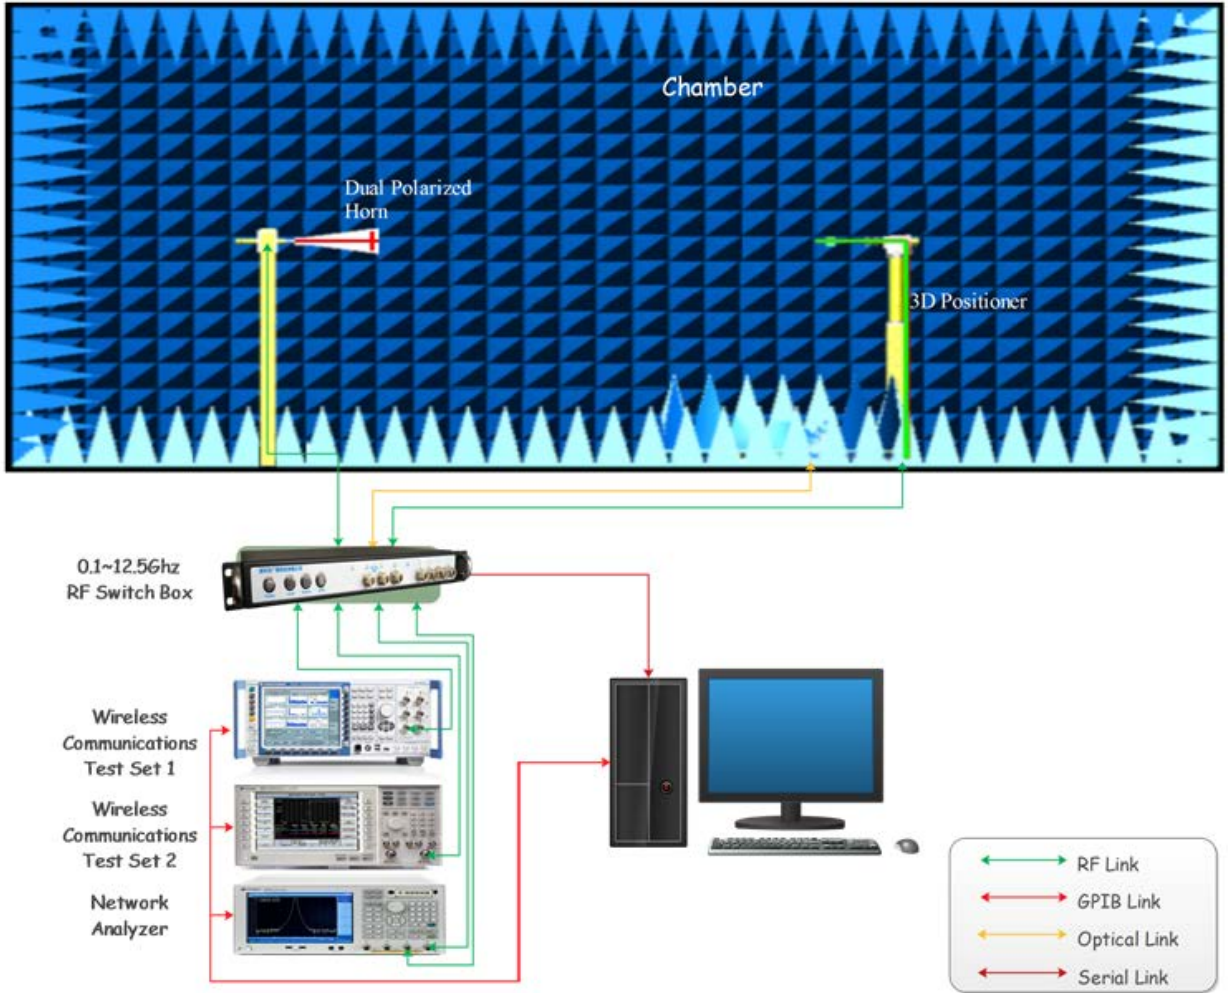 Chamber
Dual Polarized
Horn
3D Positioner
0.1~12.5Ghz
RF Switch Box
Wireless
Communications
Test Set 1
Wireless
Communications
Test Set 2
Network
Analyzer
RF Link
GPIB Link
Optical Link
Serial Link